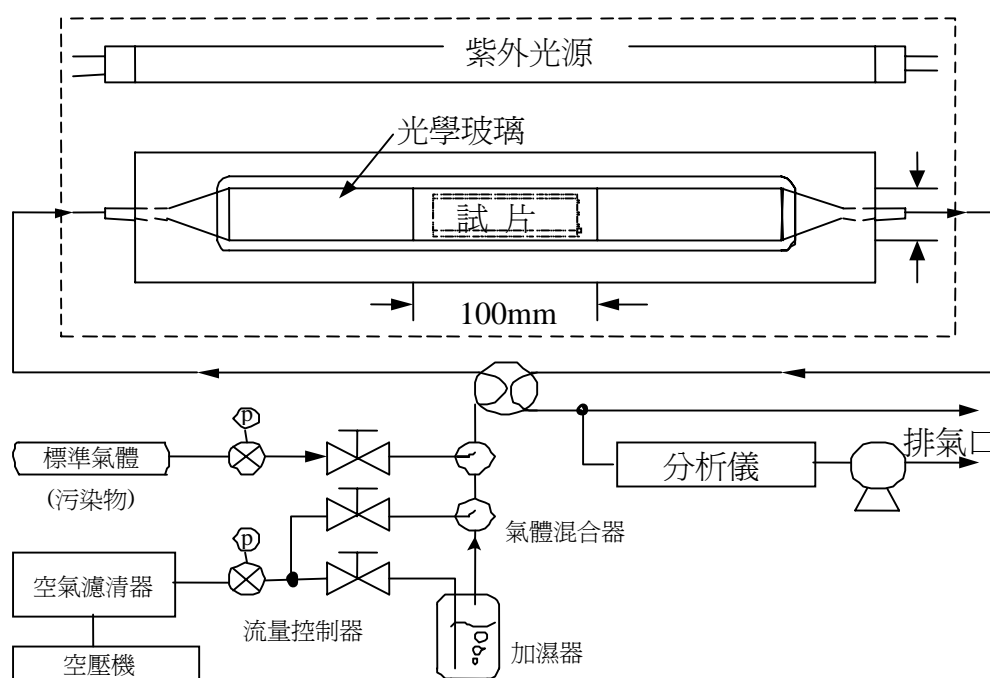 紫外光源
光學玻璃
試片
100mm
p
標準氣體
(污染物)
分析儀
排氣口
氣體混合器
p
空氣濾清器
流量控制器
加濕器
空壓機